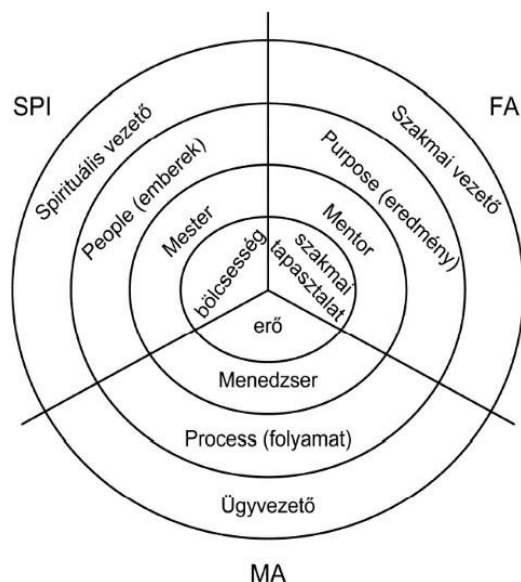 SPI
FA
Spirituális vezető
Szakmai vezető
People (emberek)
Purpose (eredmény)
Mester
Mentor
bölcsesség
szakmai
tapasztalat
erő
Menedzser
Process (folyamat)
Ügyvezető
MA